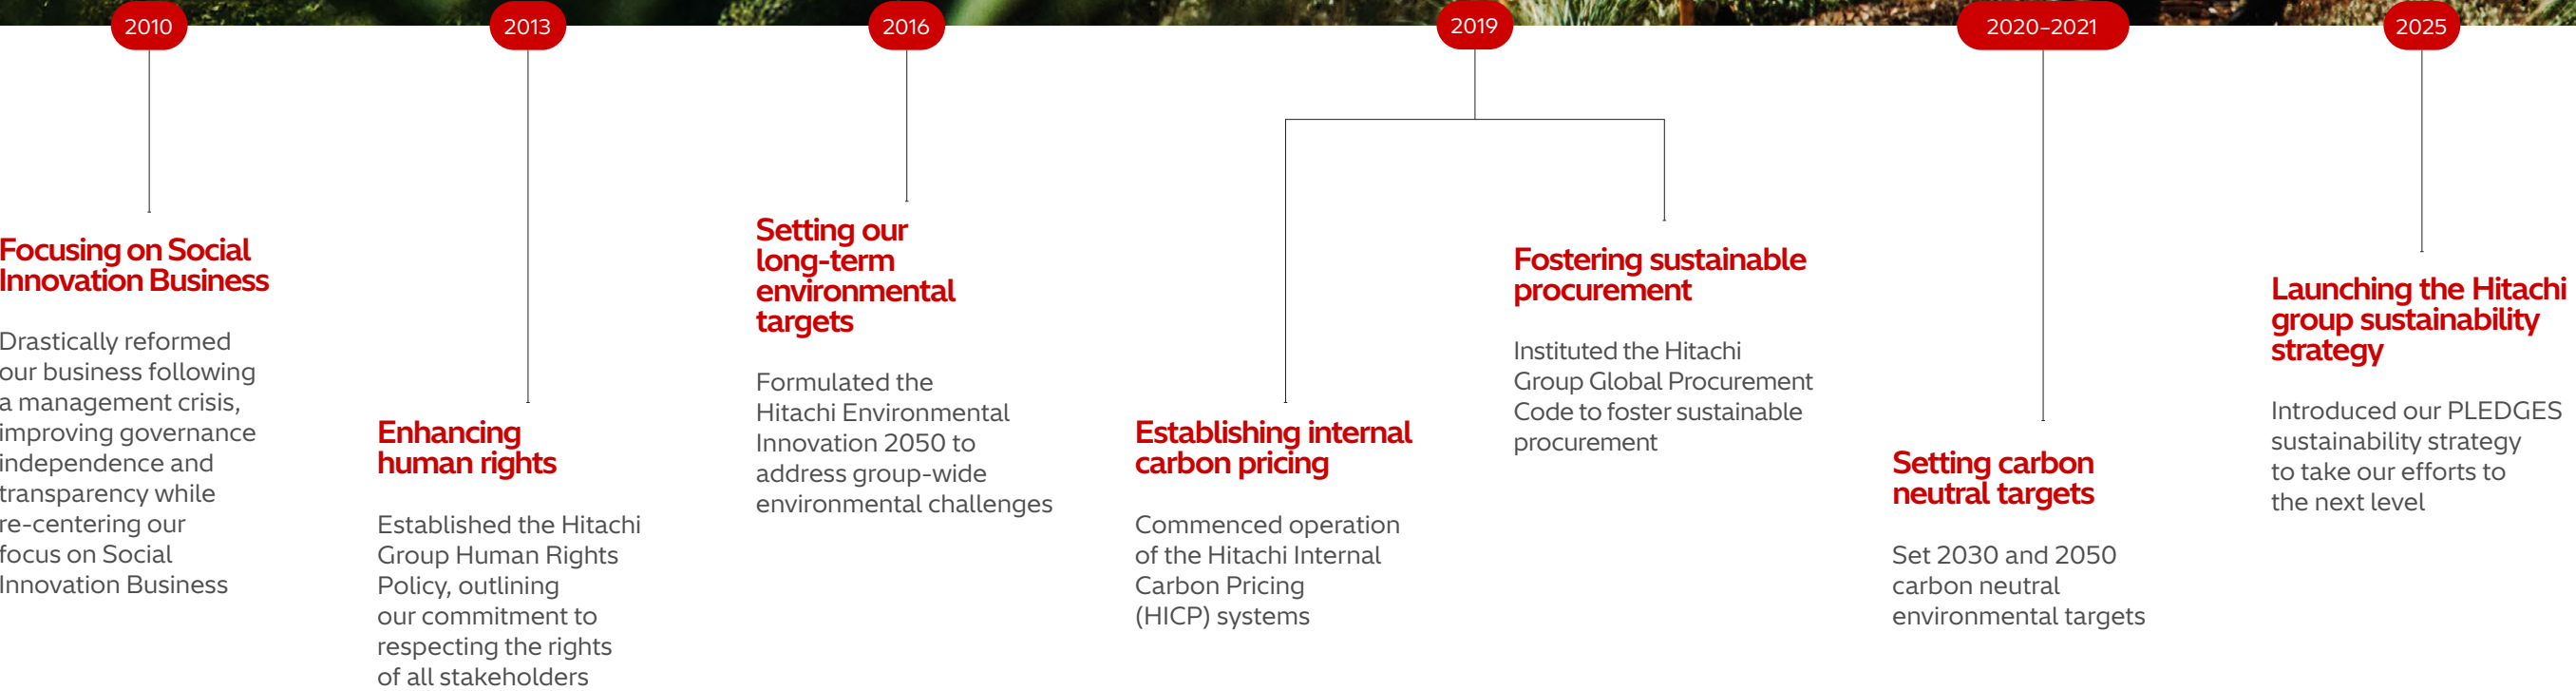 2010
Focusing on Social
Innovation Business
Drastically reformed
our business following
a management crisis,
improving governance
independence and
transparency while
re-centering our
focus on Social
Innovation Business
2013
Enhancing
human rights
Established the Hitachi
Group Human Rights
Policy, outlining
our commitment to
respecting the rights
of all stakeholders
2016
Setting our
long-term
environmental
targets
Formulated the
Hitachi Environmental
Innovation 2050 to
address group-wide
environmental challenges
2019
Establishing internal
carbon pricing
Commenced operation
of the Hitachi Internal
Carbon Pricing
(HICP) systems
Fostering sustainable
procurement
Instituted the Hitachi
Group Global Procurement
Code to foster sustainable
procurement
2020–2021
Setting carbon
neutral targets
Set 2030 and 2050
carbon neutral
environmental targets
2025
Launching the Hitachi
group sustainability
strategy
Introduced our PLEDGES
sustainability strategy
to take our efforts to
the next level